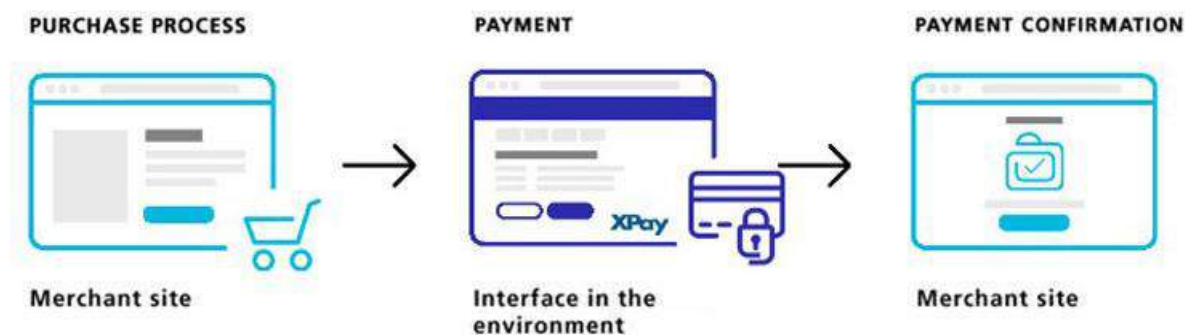 PURCHASE PROCESS
PAYMENT
PAYMENT CONFIRMATION
XPay
Merchant site
Interface in the
environment
Merchant site